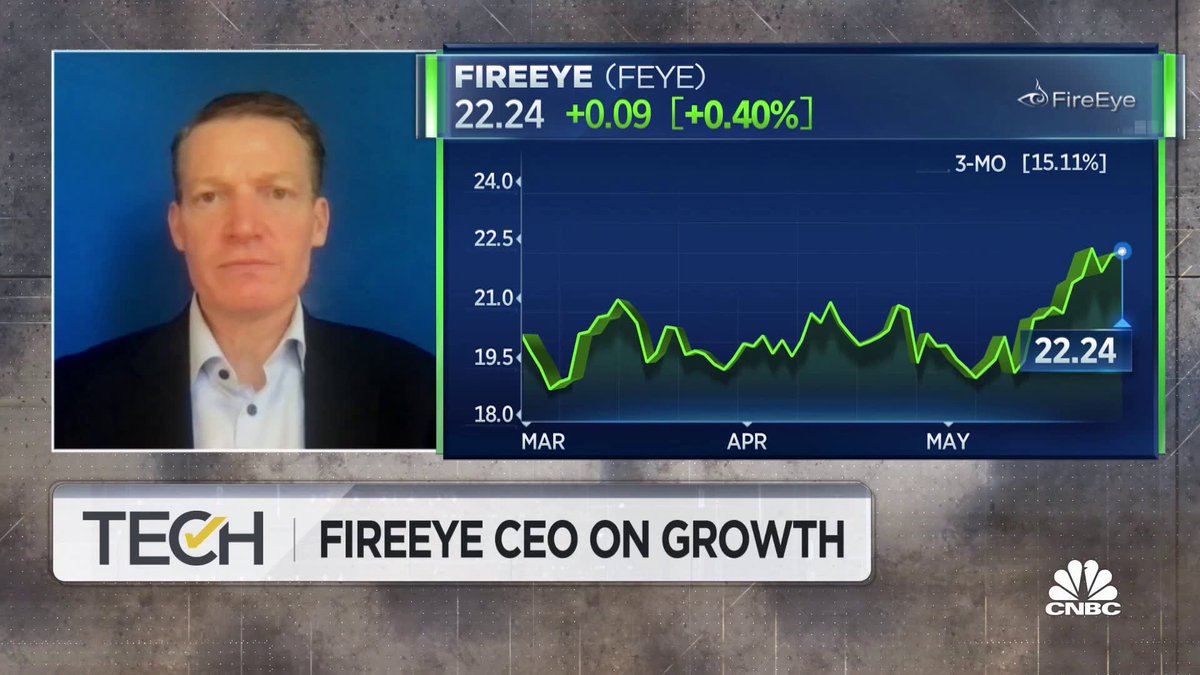 FIREEYE (FEYE)
22.24 +0.09 [+0.40%]
FireEye
3-MO [15.11%]
24.0
22.5
21.0
19.5
18.0
22.24
MAR APR MAY
TECH FIREEYE CEO ON GROWTH
CNBC